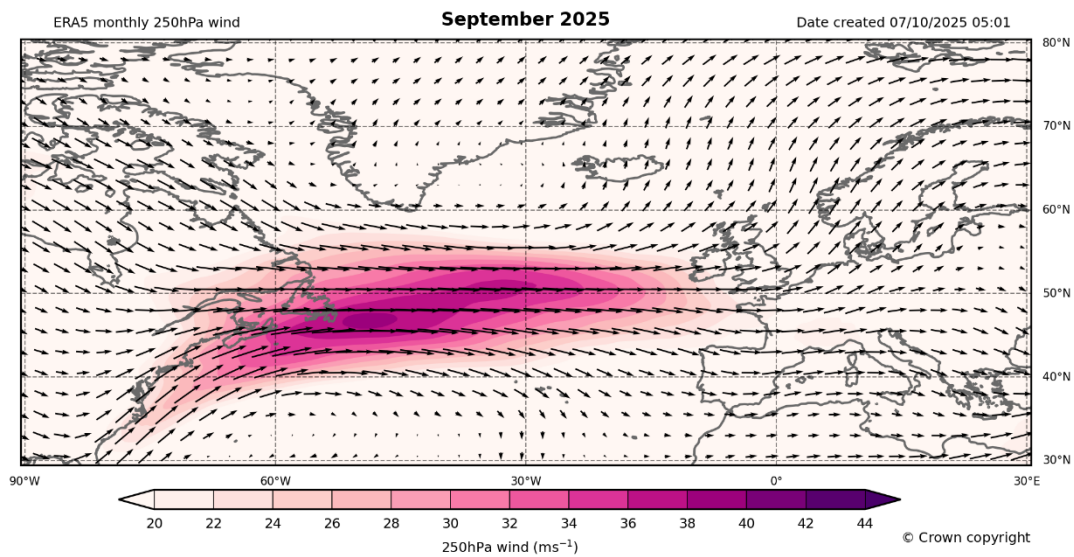 ERA5 monthly 250hPa wind
September 2025
Date created 07/10/2025 05:01
80°N
70°N
60°N
50°N
40°N
30°N
90°W 60°W 30°W 0° 30°E
20 22 24 26 28 30 32 34 36 38 40 42 44
250hPa wind (ms⁻¹)
© Crown copyright